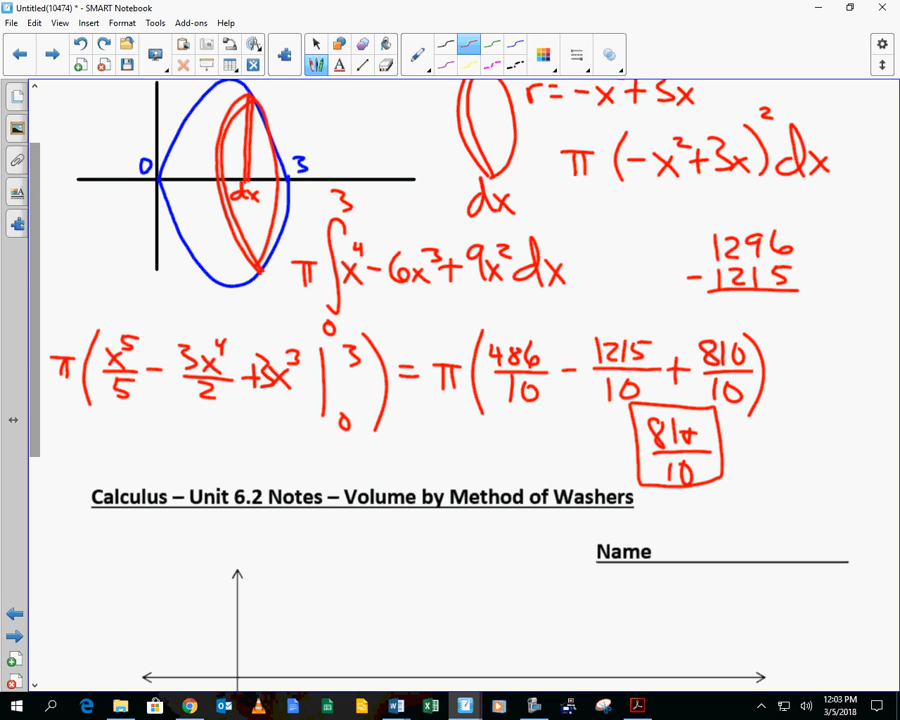 Untitled(10474) * - SMART Notebook
File Edit View Insert Format Tools Add-ons Help
r = -x + 3x
π (-x²+3x)² dx
dx
0 3
dx
π ∫₀³ x⁴ - 6x³ + 9x² dx
1296
- 1215
π( x⁵/5 - 3x⁴/2 + 3x³ | 3 0 ) = π( 486/10 - 1215/10 + 810/10 )
81π/10
Calculus – Unit 6.2 Notes – Volume by Method of Washers
Name
12:03 PM
3/5/2018